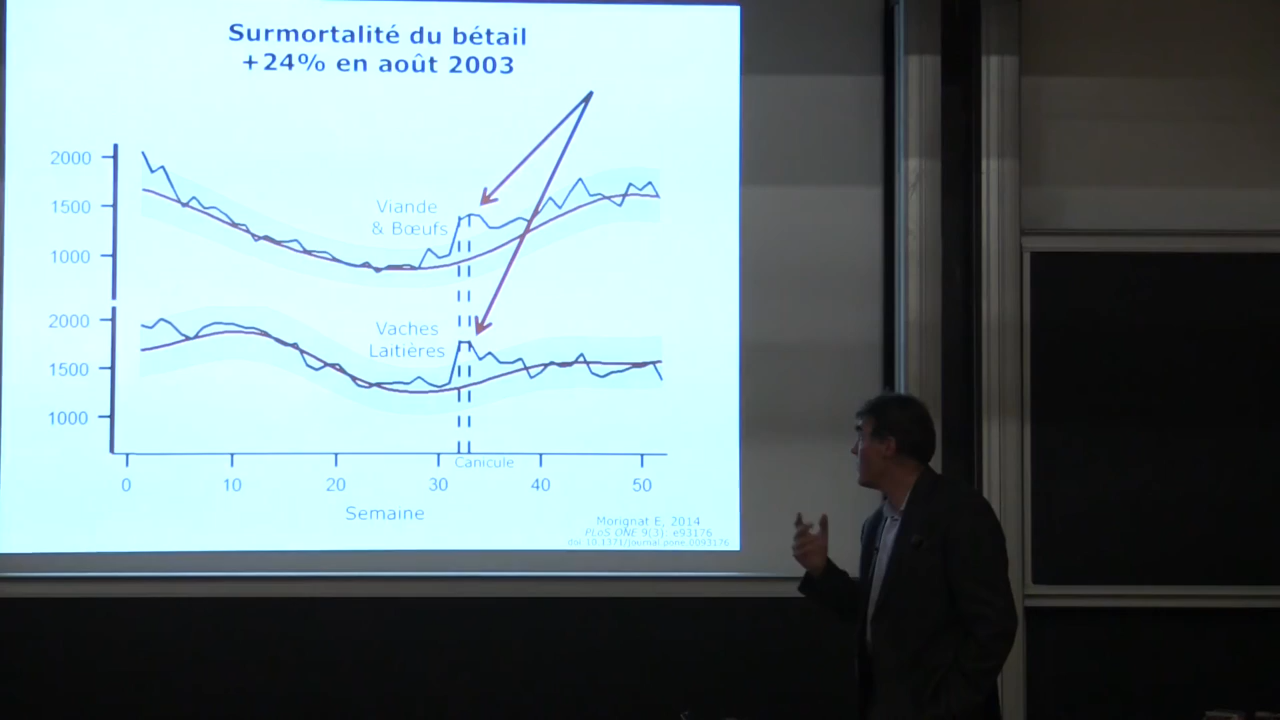 Surmortalité du bétail
+24% en août 2003
2000
1500
1000
Viande
& Bœufs
2000
1500
1000
Vaches
Laitières
Canicule
0 10 20 30 40 50
Semaine
Morignat E, 2014
PLoS ONE 9(3): e93176
doi:10.1371/journal.pone.0093176